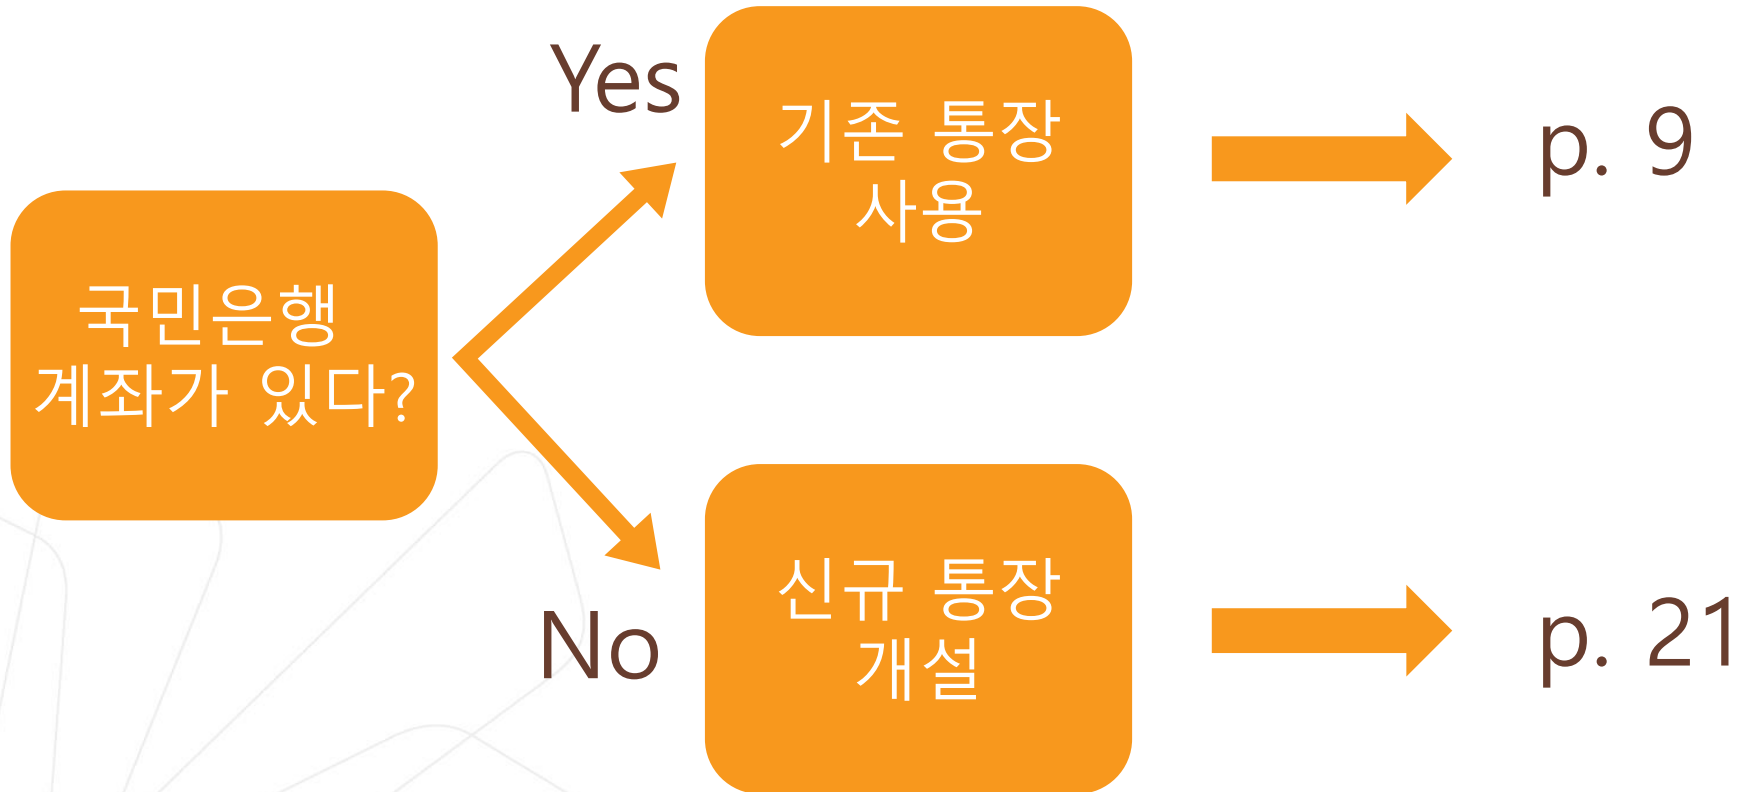 국민은행
계좌가 있다?
Yes
기존 통장
사용
p. 9
No
신규 통장
개설
p. 21